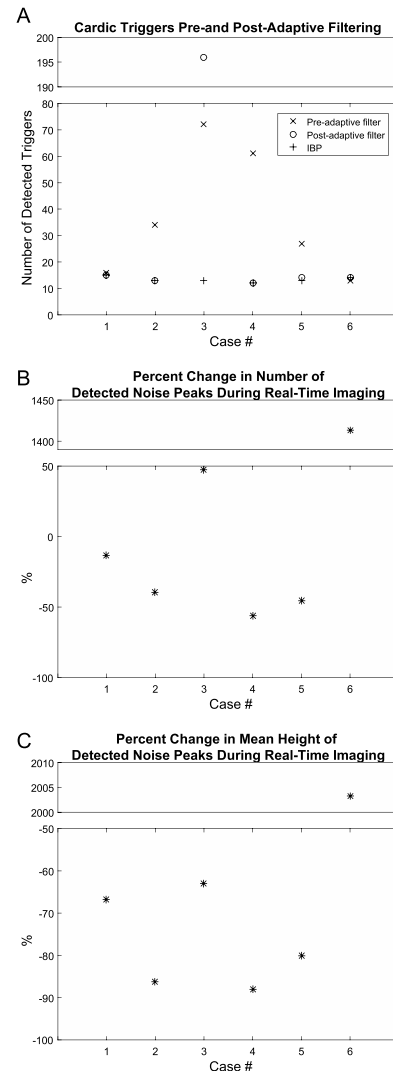 A
Cardic Triggers Pre-and Post-Adaptive Filtering
200
195
190
80
70
60
50
40
30
20
10
0
Number of Detected Triggers
Pre-adaptive filter
Post-adaptive filter
IBP
1 2 3 4 5 6
Case #
B
Percent Change in Number of
Detected Noise Peaks During Real-Time Imaging
1450
1400
50
0
-50
-100
%
1 2 3 4 5 6
Case #
C
Percent Change in Mean Height of
Detected Noise Peaks During Real-Time Imaging
2010
2005
2000
-50
-60
-70
-80
-90
-100
%
1 2 3 4 5 6
Case #